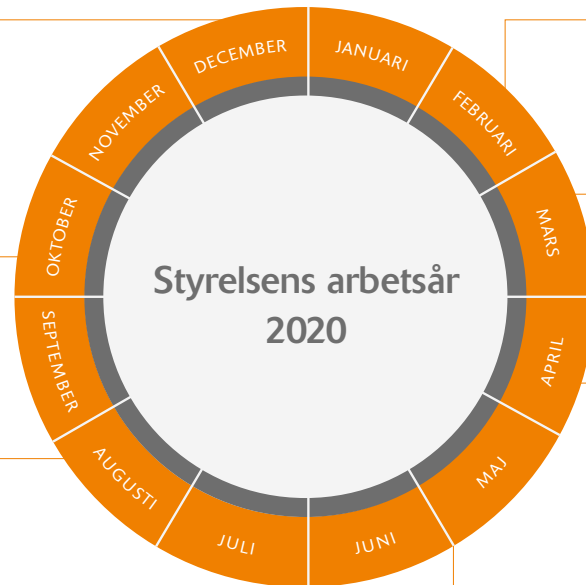 JANUARI
FEBRUARI
MARS
APRIL
MAJ
JUNI
JULI
AUGUSTI
SEPTEMBER
OKTOBER
NOVEMBER
DECEMBER
Styrelsens arbetsår
2020